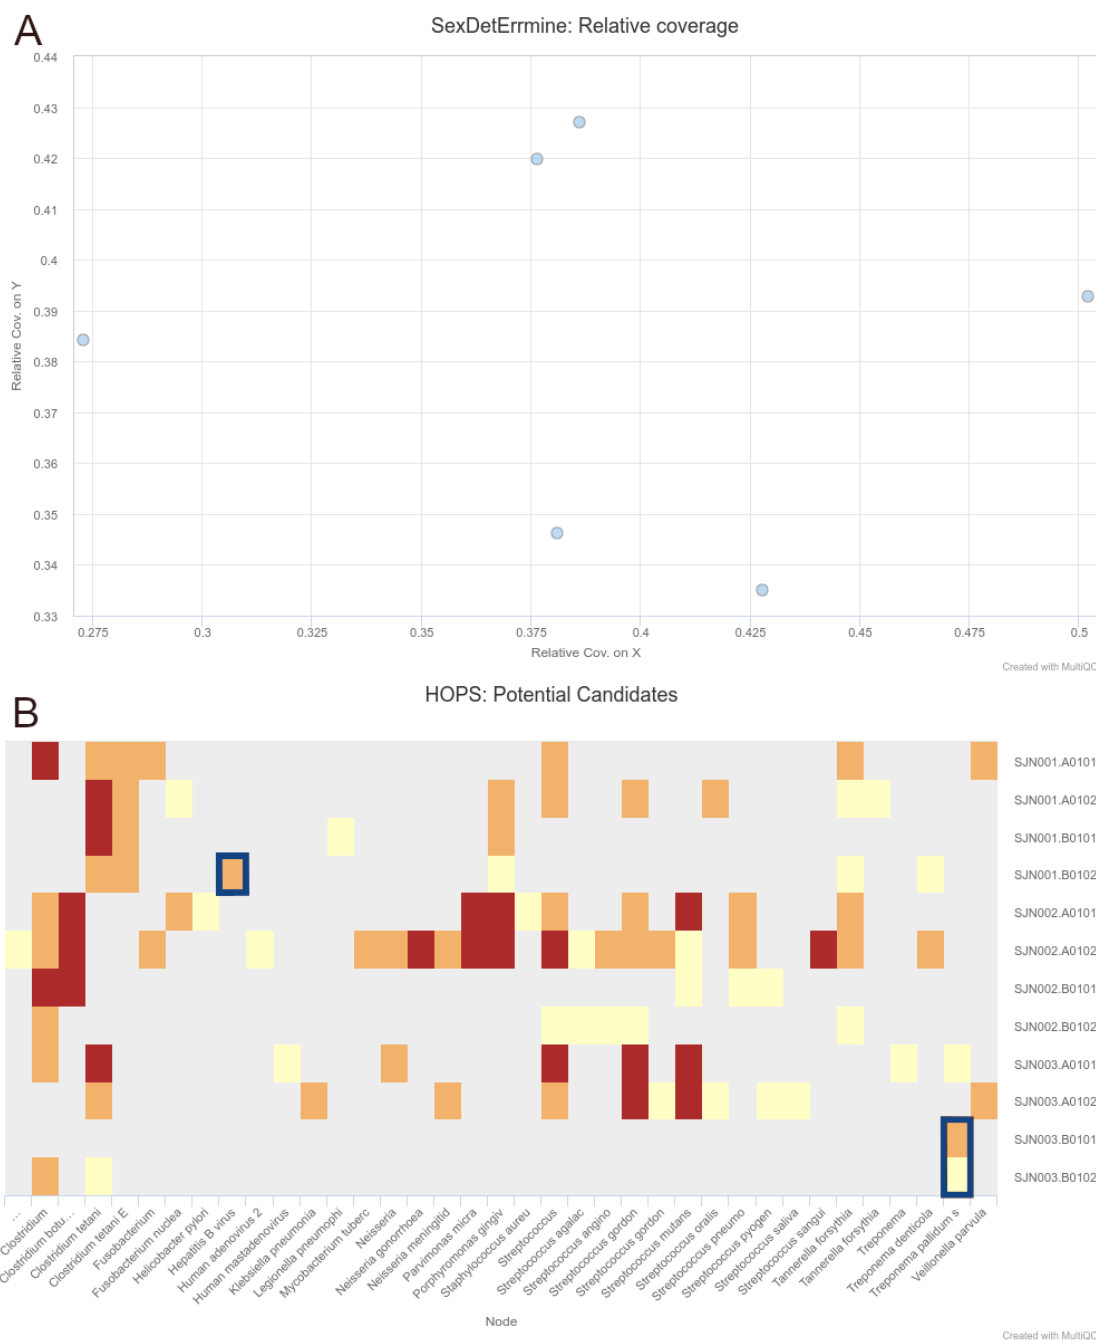 A
SexDetErrmine: Relative coverage
0.44
0.43
0.42
0.41
0.4
0.39
0.38
0.37
0.36
0.35
0.34
0.33
Relative Cov. on Y
0.275
0.3
0.325
0.35
0.375
0.4
0.425
0.45
0.475
0.5
Relative Cov. on X
Created with MultiQC
B
HOPS: Potential Candidates
SJN001.A0101
SJN001.A0102
SJN001.B0101
SJN001.B0102
SJN002.A0101
SJN002.A0102
SJN002.B0101
SJN002.B0102
SJN003.A0101
SJN003.A0102
SJN003.B0101
SJN003.B0102
...
Clostridium
Clostridium botu...
Clostridium tetani
Clostridium tetani E
Fusobacterium
Fusobacterium nuclea
Helicobacter pylori
Hepatitis B virus
Human adenovirus 2
Human mastadenovirus
Klebsiella pneumonia
Legionella pneumophi
Mycobacterium tuberc
Neisseria
Neisseria gonorrhoea
Neisseria meningitid
Parvimonas micra
Porphyromonas gingiv
Staphylococcus aureu
Streptococcus
Streptococcus agalac
Streptococcus angino
Streptococcus gordon
Streptococcus gordon
Streptococcus mutans
Streptococcus oralis
Streptococcus pneumo
Streptococcus pyogen
Streptococcus saliva
Streptococcus sangui
Tannerella forsythia
Tannerella forsythia
Treponema
Treponema denticola
Treponema pallidum s
Veillonella parvula
Node
Created with MultiQC